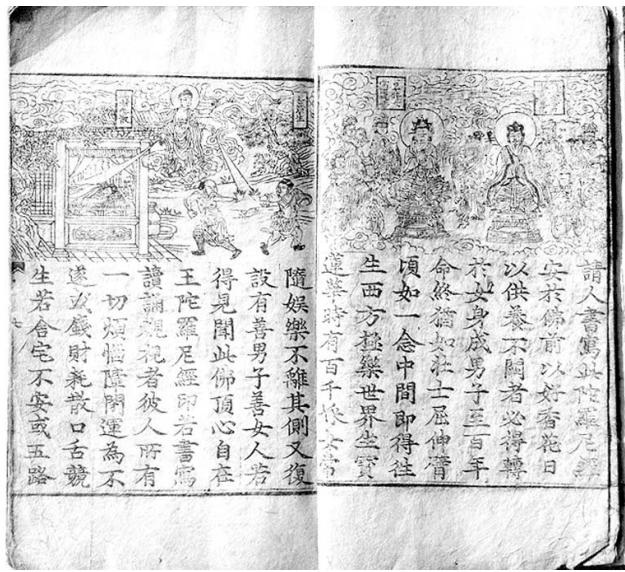 請人書寫此陀羅尼經
安於佛前以好香花日
以供養不闕者必得轉
於女身成男子至百年
命終猶如壮士屈伸臂
頃如一念中間即得往
生西方極樂世界坐寳
蓮華時有百千婇女常
隨娛樂不離其側又復
設有善男子善女人若
得見聞此佛頂心自在
王陀羅尼經印若書寫
讀誦觀視者彼人所有
一切煩惱障閉運為不
遂或錢財耗散口舌競
生若舍宅不安或五路